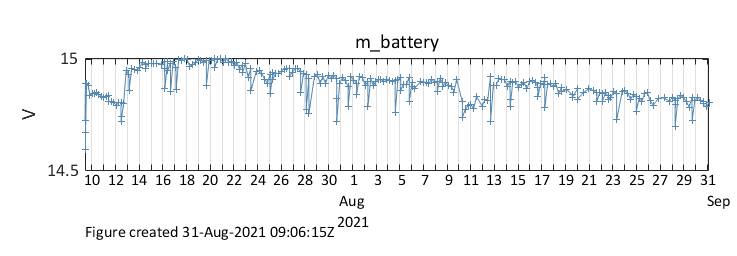 m_battery
15
V
14.5
10 12 14 16 18 20 22 24 26 28 30 1 3 5 7 9 11 13 15 17 19 21 23 25 27 29 31
Aug Sep
2021
Figure created 31-Aug-2021 09:06:15Z